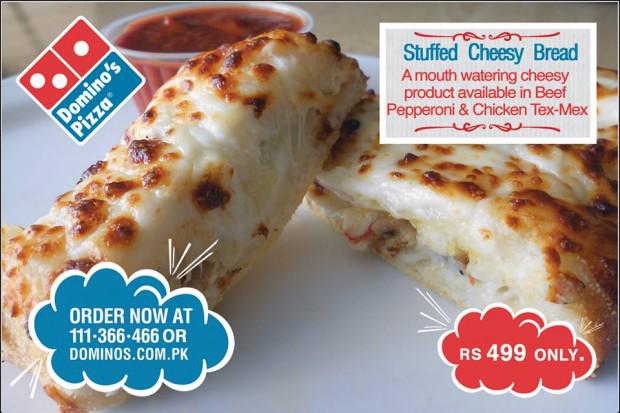 Domino's
Pizza®
Stuffed Cheesy Bread
A mouth watering cheesy
product available in Beef
Pepperoni & Chicken Tex-Mex
ORDER NOW AT
111-366-466 OR
DOMINOS.COM.PK
RS 499 ONLY.